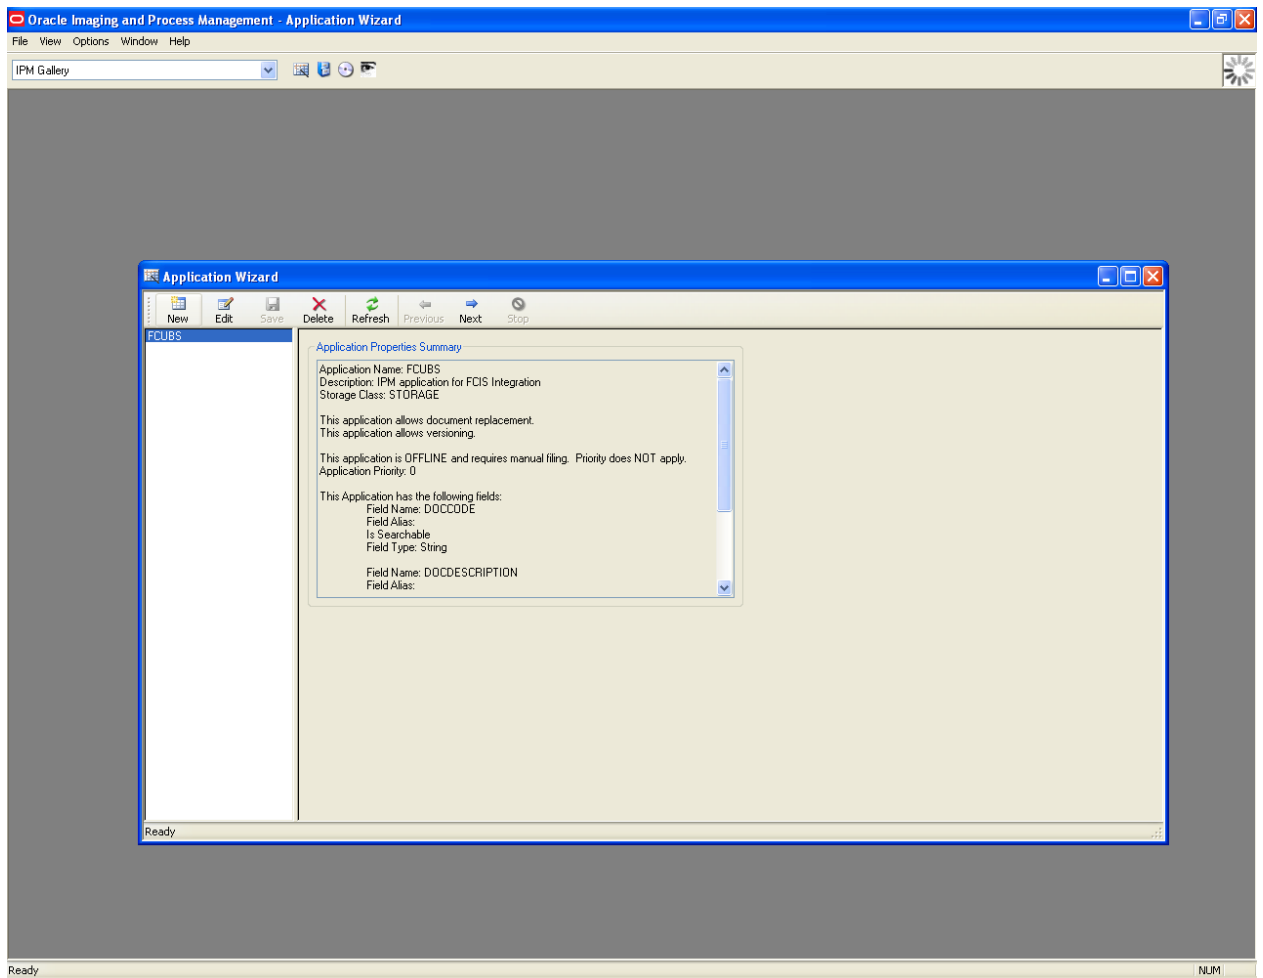 Oracle Imaging and Process Management - Application Wizard
File View Options Window Help
IPM Gallery
Application Wizard
New Edit Save Delete Refresh Previous Next Stop
FCUBS
Application Properties Summary
Application Name: FCUBS
Description: IPM application for FCIS Integration
Storage Class: STORAGE
This application allows document replacement.
This application allows versioning.
This application is OFFLINE and requires manual filing. Priority does NOT apply.
Application Priority: 0
This Application has the following fields:
Field Name: DOCCODE
Field Alias:
Is Searchable
Field Type: String
Field Name: DOCDESCRIPTION
Field Alias:
Ready
Ready NUM